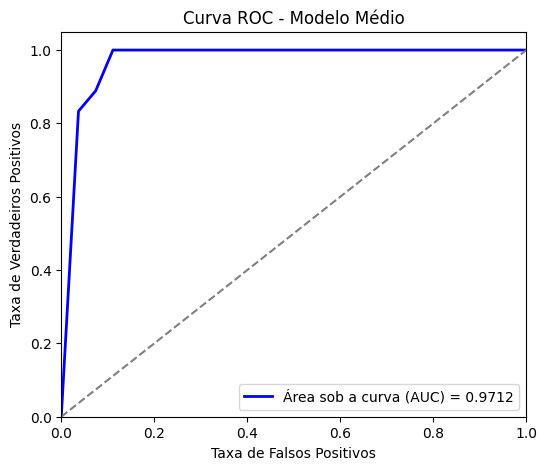 Curva ROC - Modelo Médio
1.0
0.8
0.6
0.4
0.2
0.0
Taxa de Verdadeiros Positivos
Área sob a curva (AUC) = 0.9712
0.0 0.2 0.4 0.6 0.8 1.0
Taxa de Falsos Positivos